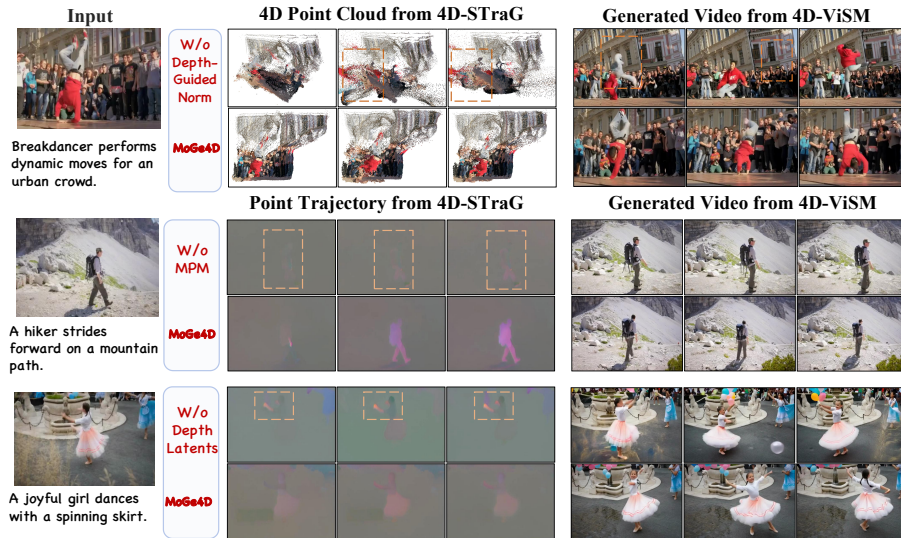 Input
4D Point Cloud from 4D-STraG
Generated Video from 4D-ViSM
W/o
Depth-
Guided
Norm
MoGe4D
Breakdancer performs
dynamic moves for an
urban crowd.
Point Trajectory from 4D-STraG
Generated Video from 4D-ViSM
W/o
MPM
MoGe4D
A hiker strides
forward on a mountain
path.
W/o
Depth
Latents
MoGe4D
A joyful girl dances
with a spinning skirt.